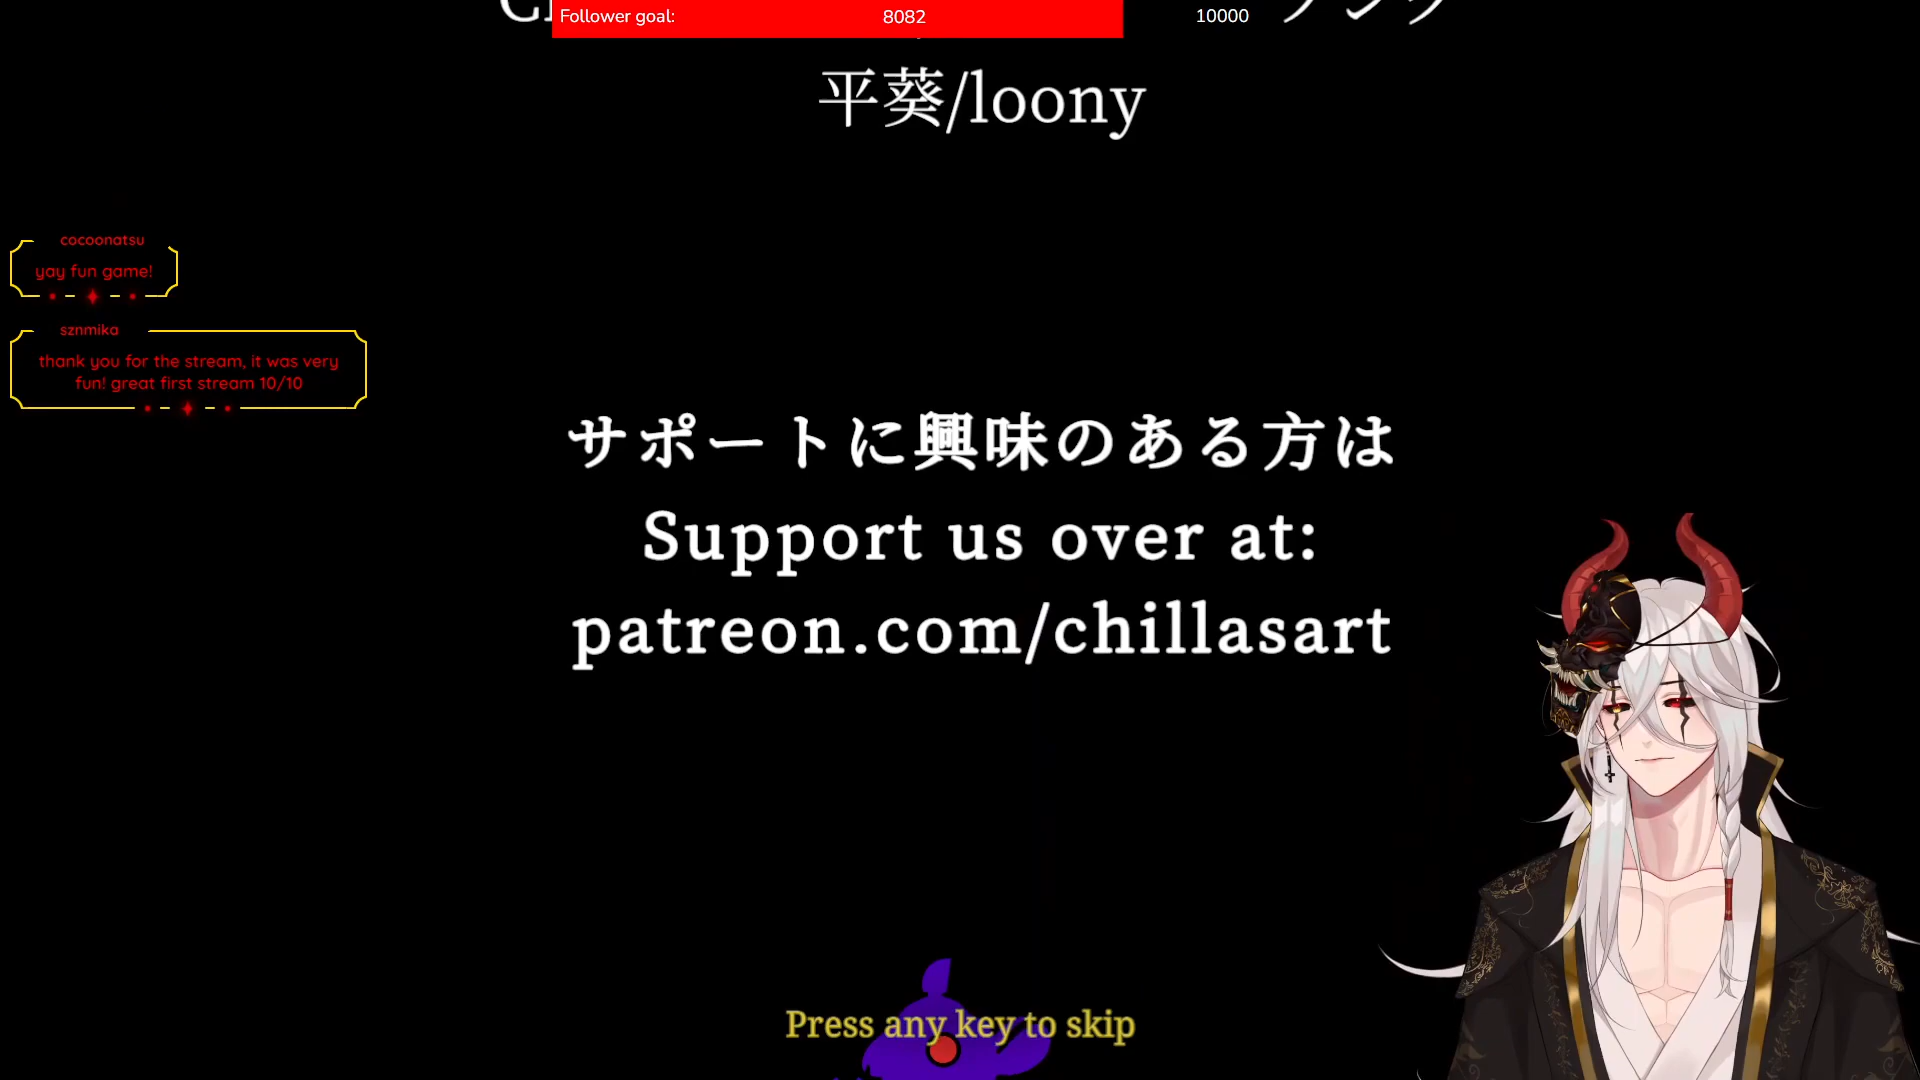 Follower goal: 8082 10000
平葵/loony
cocoonatsu
yay fun game!
sznmika
thank you for the stream, it was very
fun! great first stream 10/10
サポートに興味のある方は
Support us over at:
patreon.com/chillasart
Press any key to skip